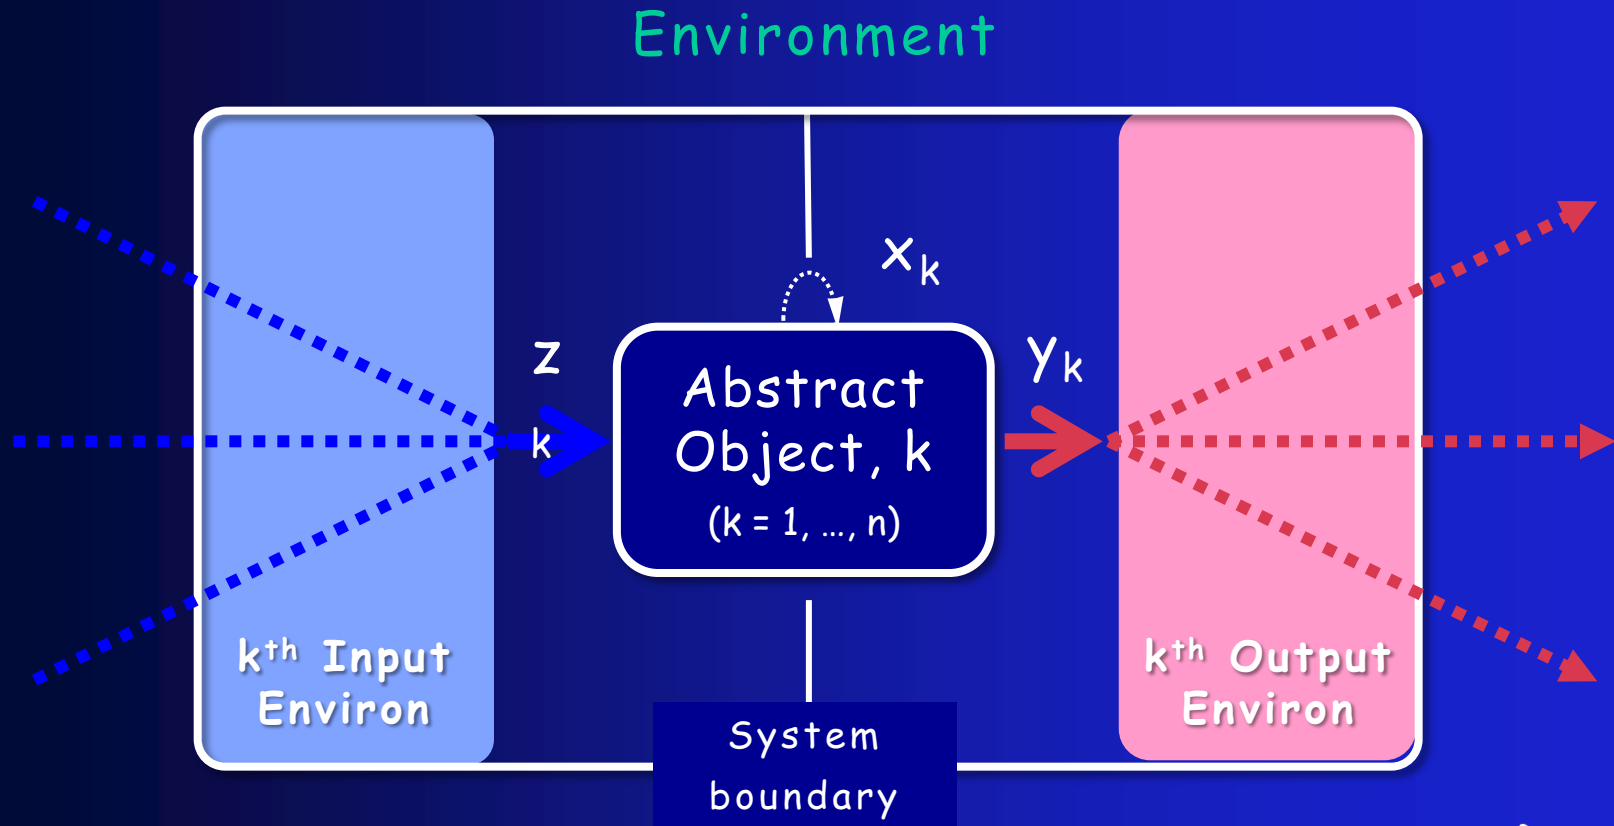 Environment
xk
z
k
yk
Abstract
Object, k
(k = 1, ..., n)
kth Input
Environ
kth Output
Environ
System
boundary